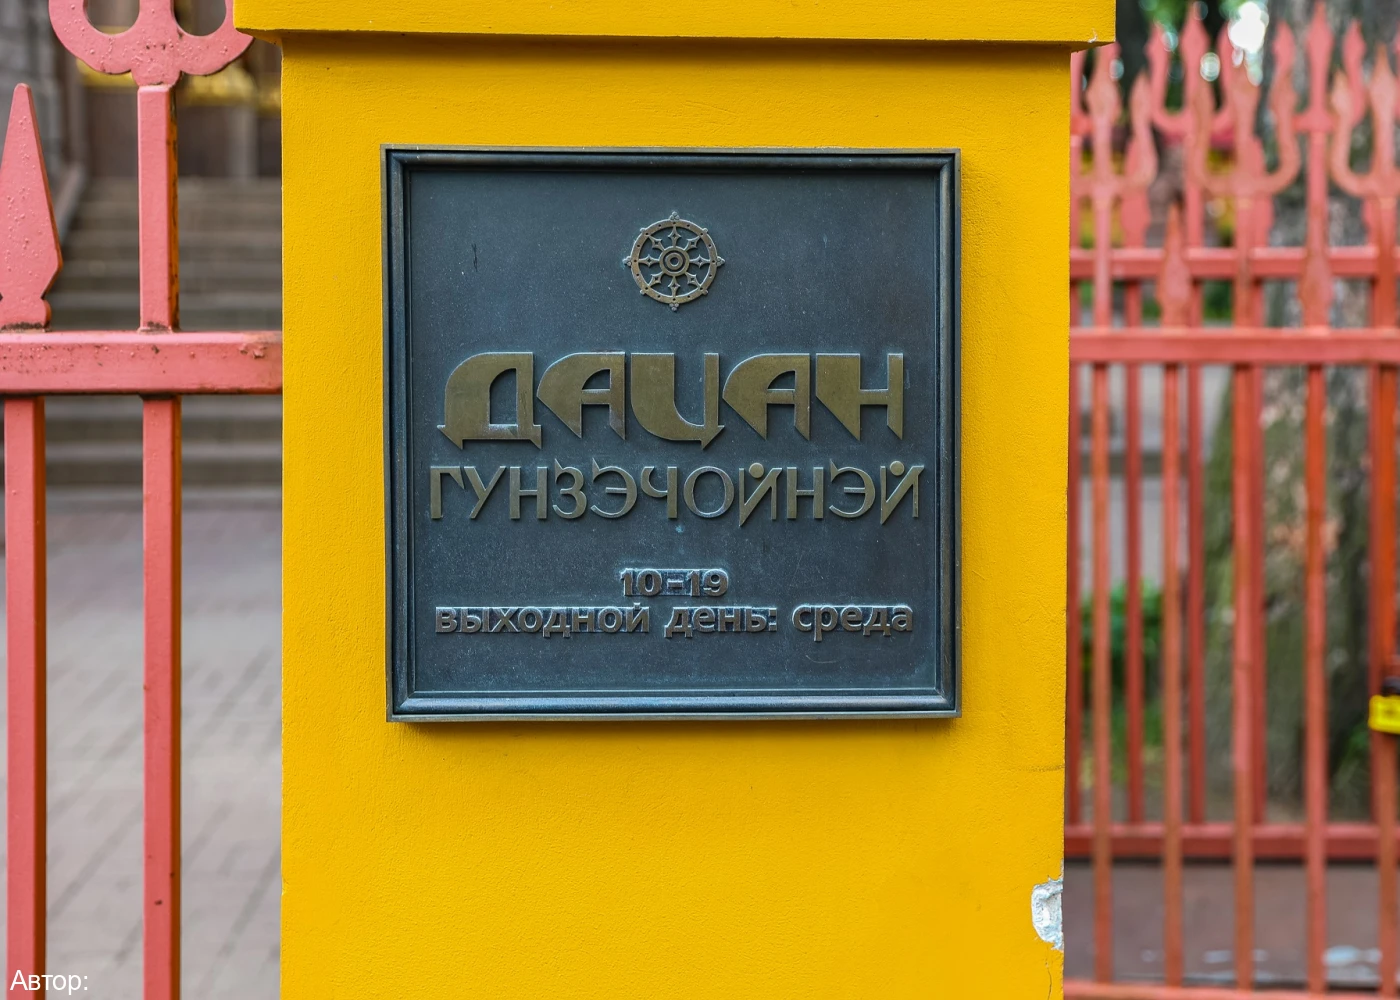 ДАЦАН
ГУНЗЭЧОЙНЭЙ
10-19
выходной день: среда
Автор: